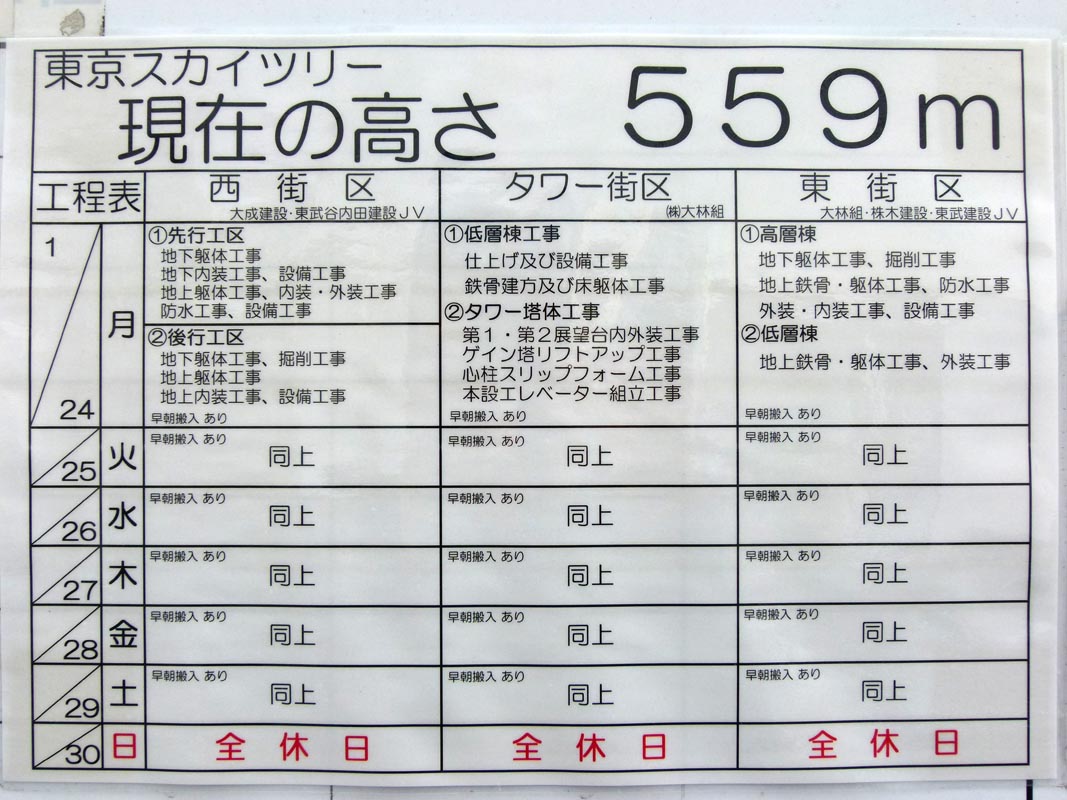 東京スカイツリー
現在の高さ 559m
工程表
西街区
大成建設・東武谷内田建設JV
タワー街区
㈱大林組
東街区
大林組・株木建設・東武建設JV
1
24
月
①先行工区
地下躯体工事
地下内装工事、設備工事
地上躯体工事、内装・外装工事
防水工事、設備工事
②後行工区
地下躯体工事、掘削工事
地上躯体工事
地上内装工事、設備工事
早朝搬入 あり
①低層棟工事
仕上げ及び設備工事
鉄骨建方及び床躯体工事
②タワー塔体工事
第1・第2展望台内外装工事
ゲイン塔リフトアップ工事
心柱スリップフォーム工事
本設エレベーター組立工事
早朝搬入 あり
①高層棟
地下躯体工事、掘削工事
地上鉄骨・躯体工事、防水工事
外装・内装工事、設備工事
②低層棟
地上鉄骨・躯体工事、外装工事
早朝搬入 あり
25
火
早朝搬入 あり
同上
早朝搬入 あり
同上
早朝搬入 あり
同上
26
水
早朝搬入 あり
同上
早朝搬入 あり
同上
早朝搬入 あり
同上
27
木
早朝搬入 あり
同上
早朝搬入 あり
同上
早朝搬入 あり
同上
28
金
早朝搬入 あり
同上
早朝搬入 あり
同上
早朝搬入 あり
同上
29
土
早朝搬入 あり
同上
早朝搬入 あり
同上
早朝搬入 あり
同上
30
日
全休日
全休日
全休日